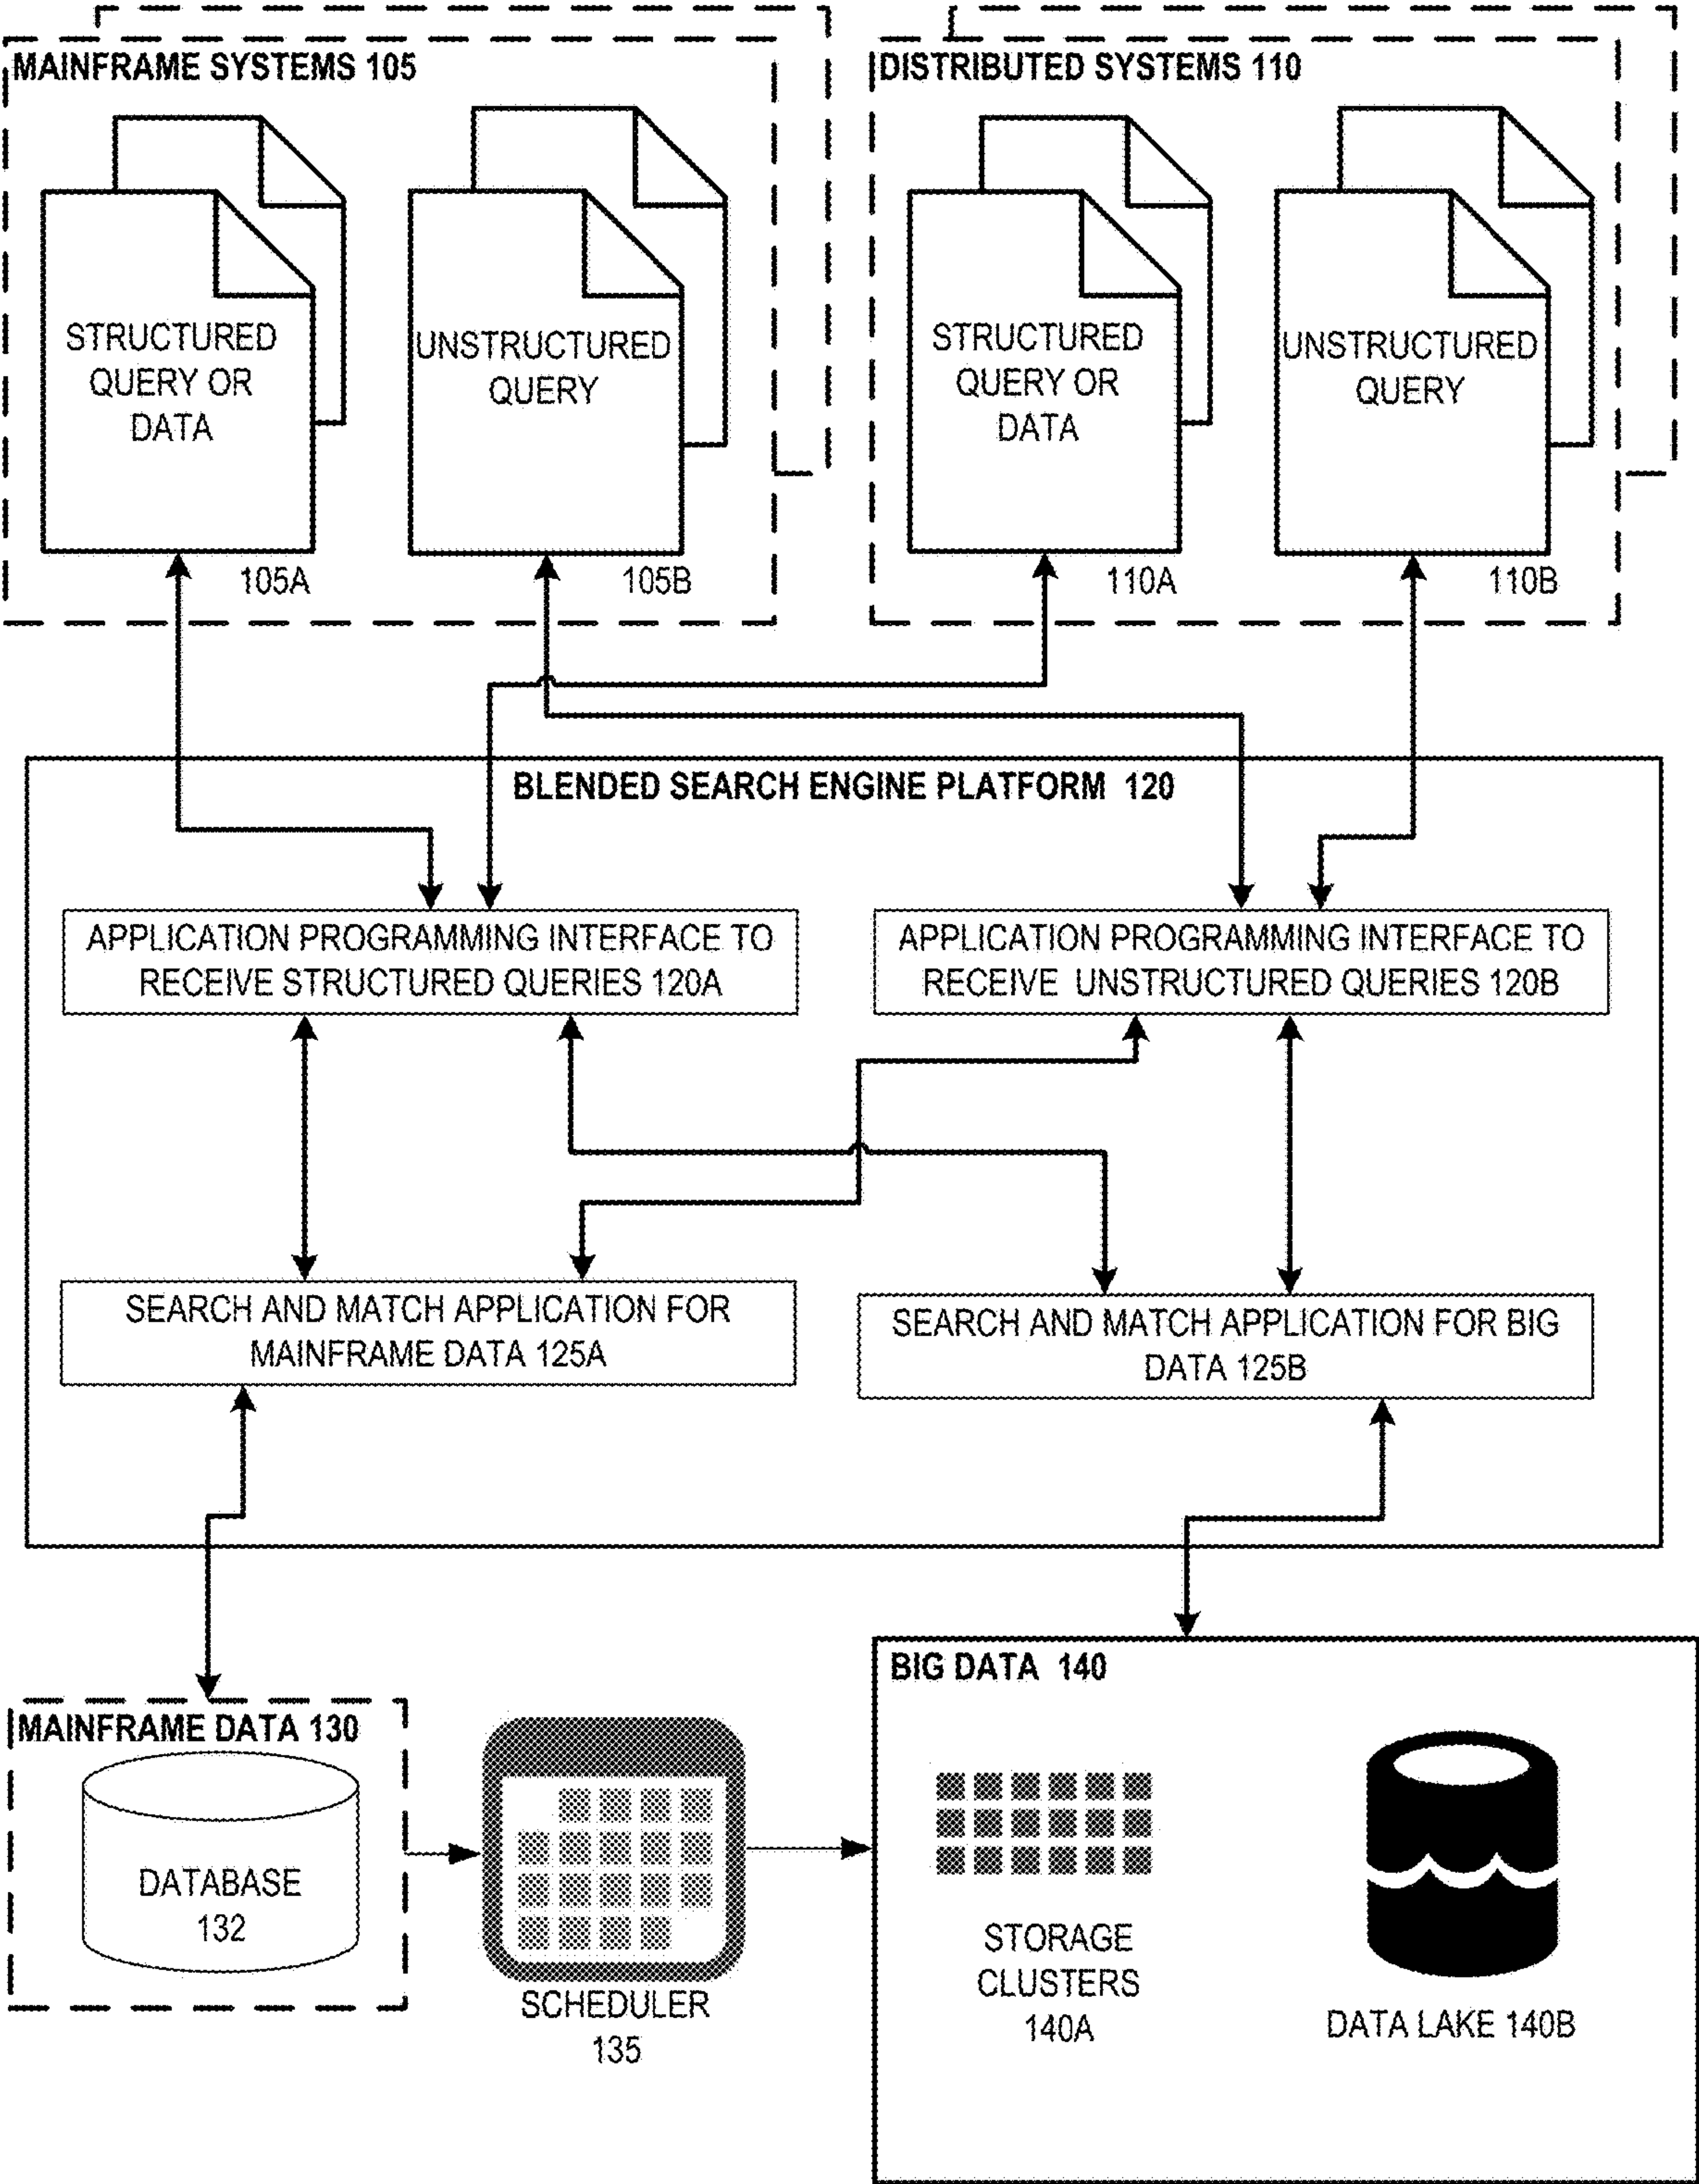 MAINFRAME SYSTEMS 105
DISTRIBUTED SYSTEMS 110
STRUCTURED
QUERY OR
DATA
105A
UNSTRUCTURED
QUERY
105B
STRUCTURED
QUERY OR
DATA
110A
UNSTRUCTURED
QUERY
110B
BLENDED SEARCH ENGINE PLATFORM 120
APPLICATION PROGRAMMING INTERFACE TO
RECEIVE STRUCTURED QUERIES 120A
APPLICATION PROGRAMMING INTERFACE TO
RECEIVE UNSTRUCTURED QUERIES 120B
SEARCH AND MATCH APPLICATION FOR
MAINFRAME DATA 125A
SEARCH AND MATCH APPLICATION FOR BIG
DATA 125B
MAINFRAME DATA 130
DATABASE
132
SCHEDULER
135
BIG DATA 140
STORAGE
CLUSTERS
140A
DATA LAKE 140B